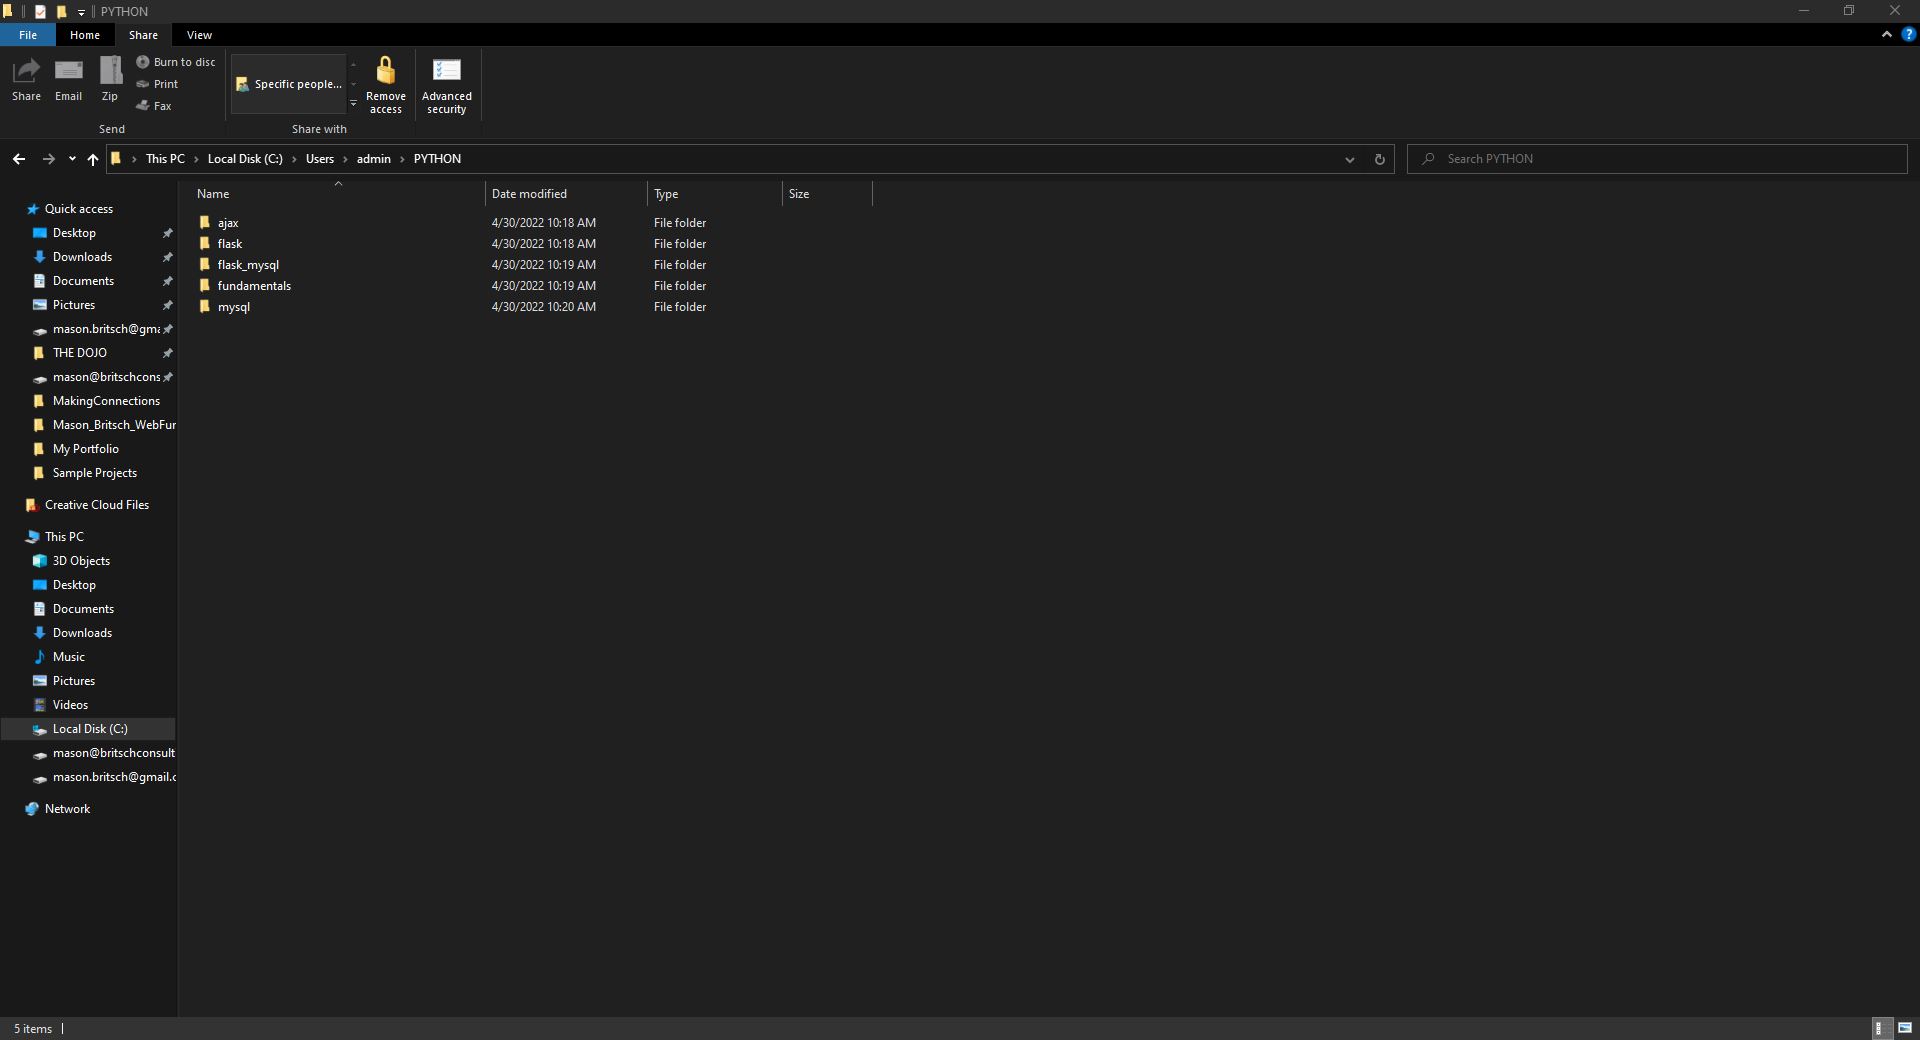 PYTHON
File Home Share View
Share Email Zip Burn to disc Print Fax
Send
Specific people...
Share with
Remove access
Advanced security
This PC Local Disk (C:) Users admin PYTHON
Search PYTHON
Quick access
Desktop
Downloads
Documents
Pictures
mason.britsch@gma
THE DOJO
mason@britschcons
MakingConnections
Mason_Britsch_WebFur
My Portfolio
Sample Projects
Creative Cloud Files
This PC
3D Objects
Desktop
Documents
Downloads
Music
Pictures
Videos
Local Disk (C:)
mason@britschconsult
mason.britsch@gmail.c
Network
Name Date modified Type Size
ajax 4/30/2022 10:18 AM File folder
flask 4/30/2022 10:18 AM File folder
flask_mysql 4/30/2022 10:19 AM File folder
fundamentals 4/30/2022 10:19 AM File folder
mysql 4/30/2022 10:20 AM File folder
5 items